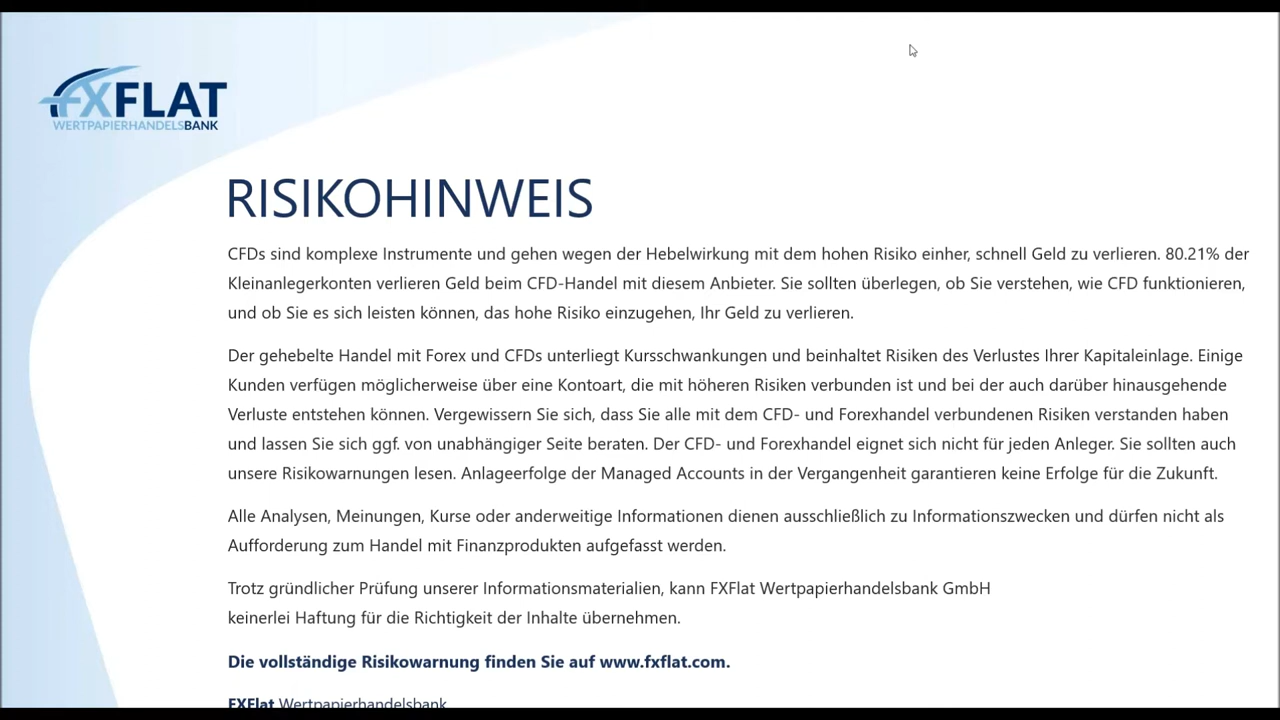 FXFLAT
WERTPAPIERHANDELSBANK
RISIKOHINWEIS
CFDs sind komplexe Instrumente und gehen wegen der Hebelwirkung mit dem hohen Risiko einher, schnell Geld zu verlieren. 80.21% der
Kleinanlegerkonten verlieren Geld beim CFD-Handel mit diesem Anbieter. Sie sollten überlegen, ob Sie verstehen, wie CFD funktionieren,
und ob Sie es sich leisten können, das hohe Risiko einzugehen, Ihr Geld zu verlieren.
Der gehebelte Handel mit Forex und CFDs unterliegt Kursschwankungen und beinhaltet Risiken des Verlustes Ihrer Kapitaleinlage. Einige
Kunden verfügen möglicherweise über eine Kontoart, die mit höheren Risiken verbunden ist und bei der auch darüber hinausgehende
Verluste entstehen können. Vergewissern Sie sich, dass Sie alle mit dem CFD- und Forexhandel verbundenen Risiken verstanden haben
und lassen Sie sich ggf. von unabhängiger Seite beraten. Der CFD- und Forexhandel eignet sich nicht für jeden Anleger. Sie sollten auch
unsere Risikowarnungen lesen. Anlageerfolge der Managed Accounts in der Vergangenheit garantieren keine Erfolge für die Zukunft.
Alle Analysen, Meinungen, Kurse oder anderweitige Informationen dienen ausschließlich zu Informationszwecken und dürfen nicht als
Aufforderung zum Handel mit Finanzprodukten aufgefasst werden.
Trotz gründlicher Prüfung unserer Informationsmaterialien, kann FXFlat Wertpapierhandelsbank GmbH
keinerlei Haftung für die Richtigkeit der Inhalte übernehmen.
Die vollständige Risikowarnung finden Sie auf www.fxflat.com.
FXFlat Wertpapierhandelsbank